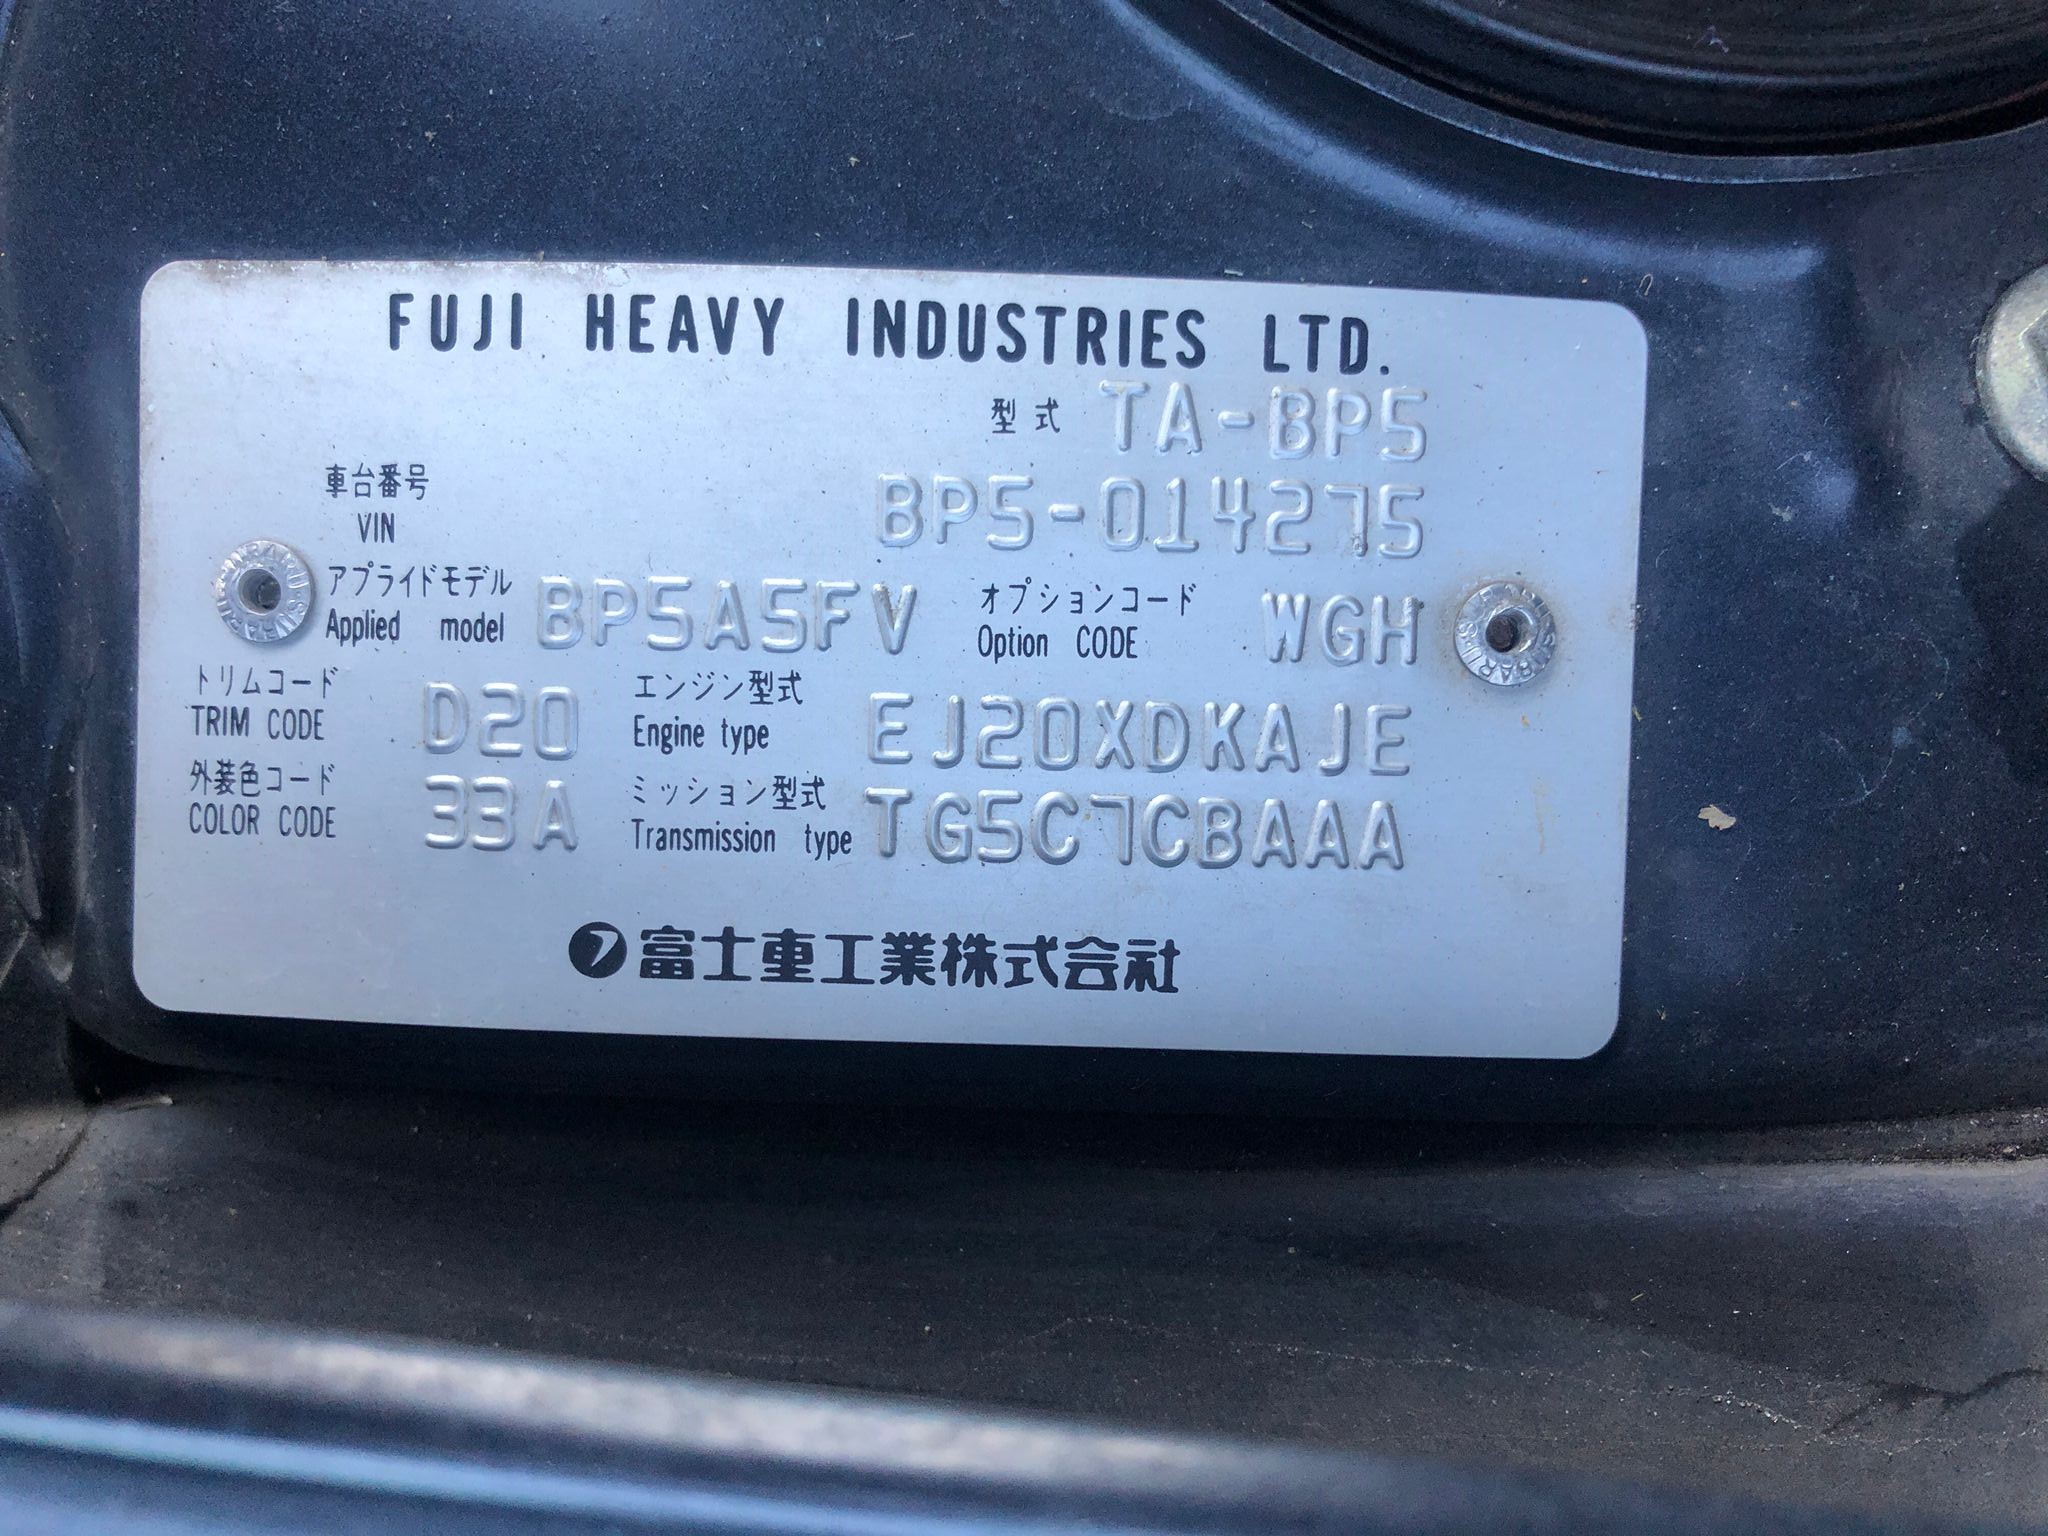 FUJI HEAVY INDUSTRIES LTD.
型式 TA-BP5
車台番号
VIN BP5-014275
アプライドモデル
Applied model BP5A5FV
オプションコード
Option CODE WGH
トリムコード
TRIM CODE D20
エンジン型式
Engine type EJ20XDKAJE
外装色コード
COLOR CODE 33A
ミッション型式
Transmission type TG5C7CBAAA
富士重工業株式会社